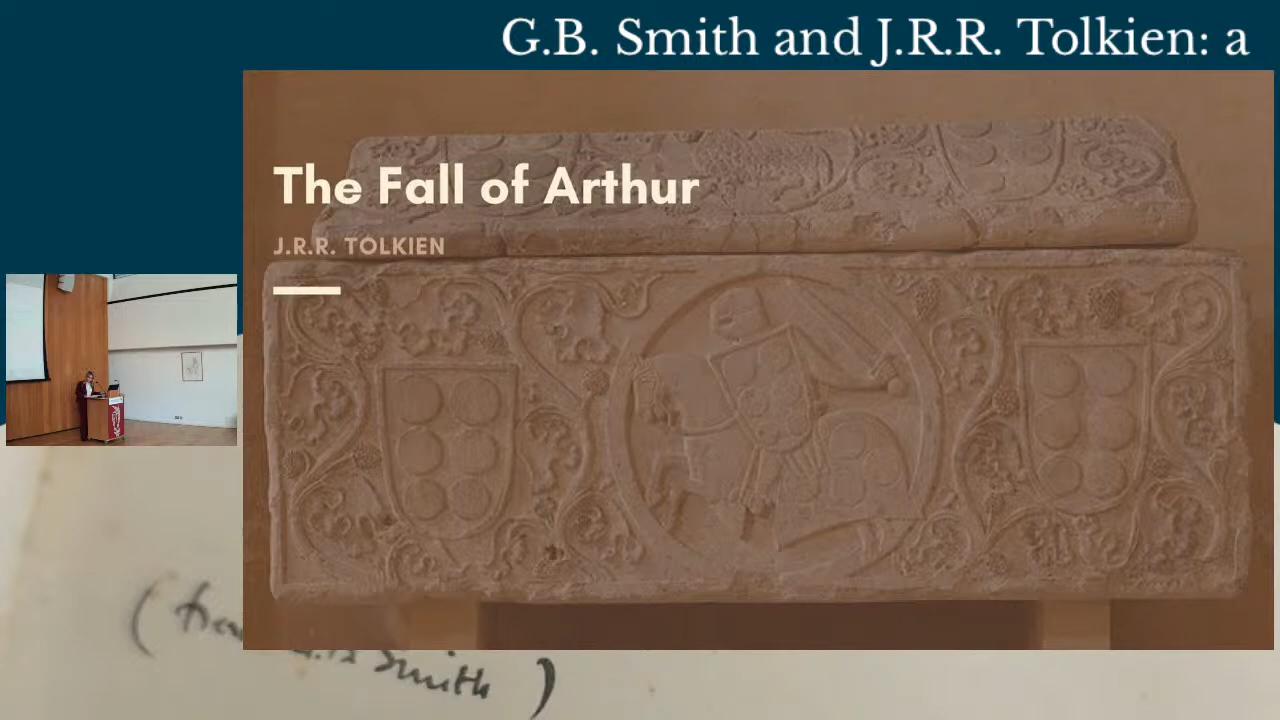 G.B. Smith and J.R.R. Tolkien: a
The Fall of Arthur
J.R.R. TOLKIEN
Smith )